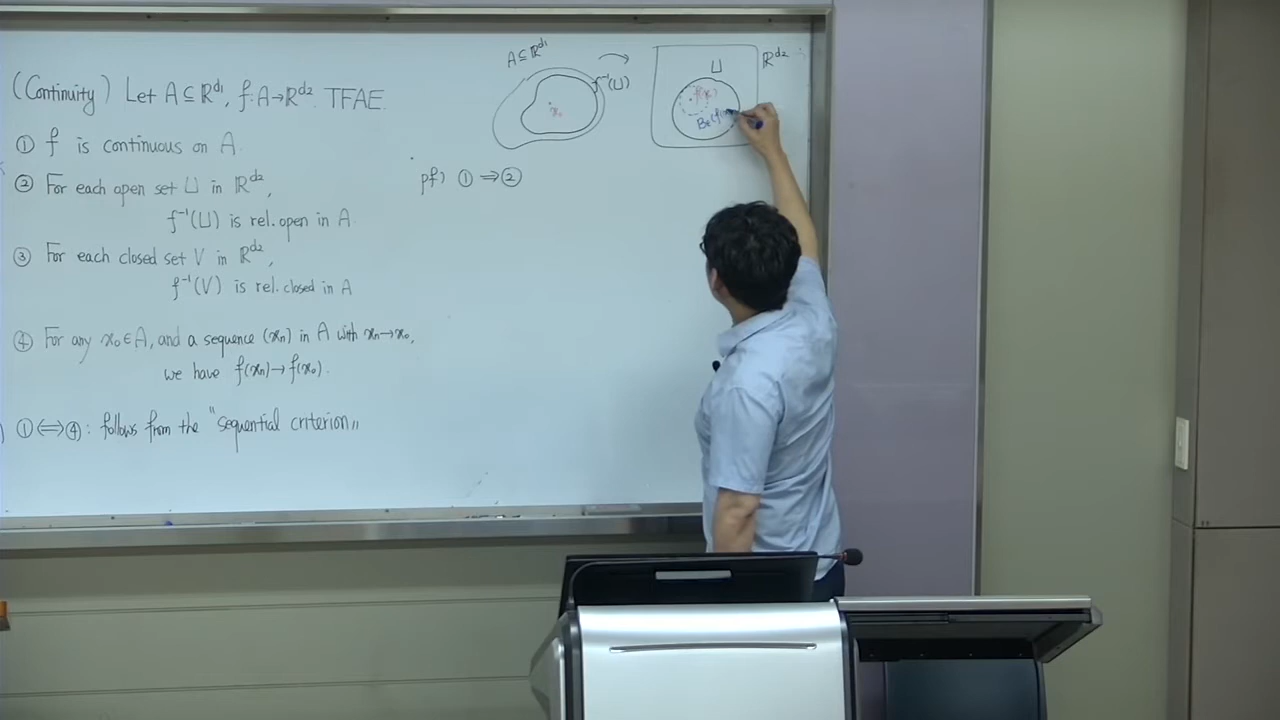 (Continuity) Let A⊆ℝ^d1, f:A→ℝ^d2. TFAE.
① f is continuous on A.
② For each open set U in ℝ^d2,
f⁻¹(U) is rel. open in A
③ For each closed set V in ℝ^d2,
f⁻¹(V) is rel. closed in A
④ For any x₀∈A, and a sequence (xₙ) in A with xₙ→x₀,
we have f(xₙ)→f(x₀).
) ①⟺④: follows from the "sequential criterion"
A⊆ℝ^d1
f⁻¹(U)
x₀
U
ℝ^d2
f(x₀)
Bε(f(
pf) ①⟹②